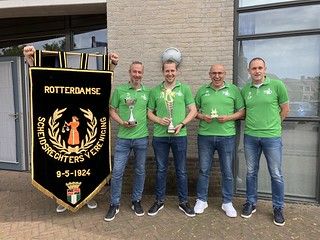 ROTTERDAMSE
SCHEIDSRECHTERS VERENIGING
9-5-1924